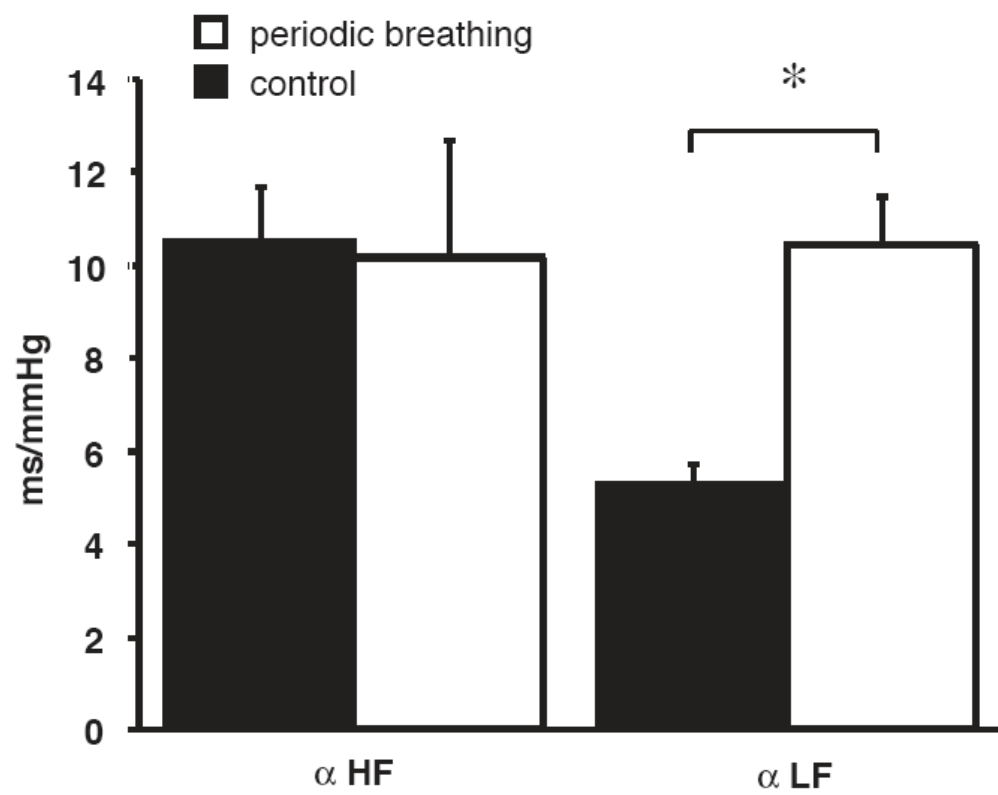 periodic breathing
control
*
14
12
10
8
6
4
2
0
ms/mmHg
α HF
α LF